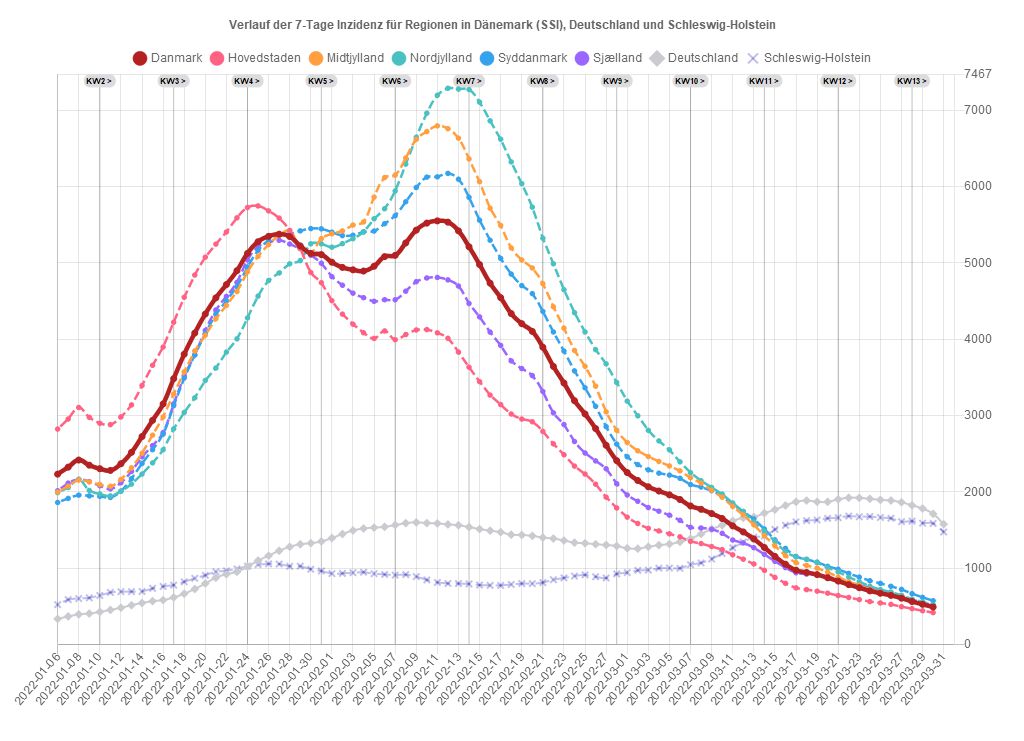 Verlauf der 7-Tage Inzidenz für Regionen in Dänemark (SSI), Deutschland und Schleswig-Holstein
Danmark Hovedstaden Midtjylland Nordjylland Syddanmark Sjælland Deutschland Schleswig-Holstein
KW2 > KW3 > KW4 > KW5 > KW6 > KW7 > KW8 > KW9 > KW10 > KW11 > KW12 > KW13 >
7467
7000
6000
5000
4000
3000
2000
1000
0
2022-01-06 2022-01-08 2022-01-10 2022-01-12 2022-01-14 2022-01-16 2022-01-18 2022-01-20 2022-01-22 2022-01-24 2022-01-26 2022-01-28 2022-01-30 2022-02-01 2022-02-03 2022-02-05 2022-02-07 2022-02-09 2022-02-11 2022-02-13 2022-02-15 2022-02-17 2022-02-19 2022-02-21 2022-02-23 2022-02-25 2022-02-27 2022-03-01 2022-03-03 2022-03-05 2022-03-07 2022-03-09 2022-03-11 2022-03-13 2022-03-15 2022-03-17 2022-03-19 2022-03-21 2022-03-23 2022-03-25 2022-03-27 2022-03-29 2022-03-31